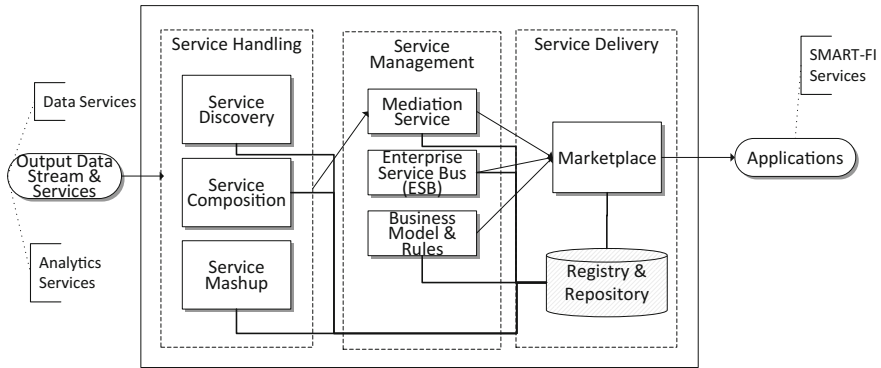 Service Handling
Service
Management
Service Delivery
SMART-FI
Services
Data Services
Service
Discovery
Mediation
Service
Output Data
Stream &
Services
Service
Composition
Enterprise
Service Bus
(ESB)
Marketplace
Applications
Business
Model &
Rules
Analytics
Services
Service
Mashup
Registry &
Repository